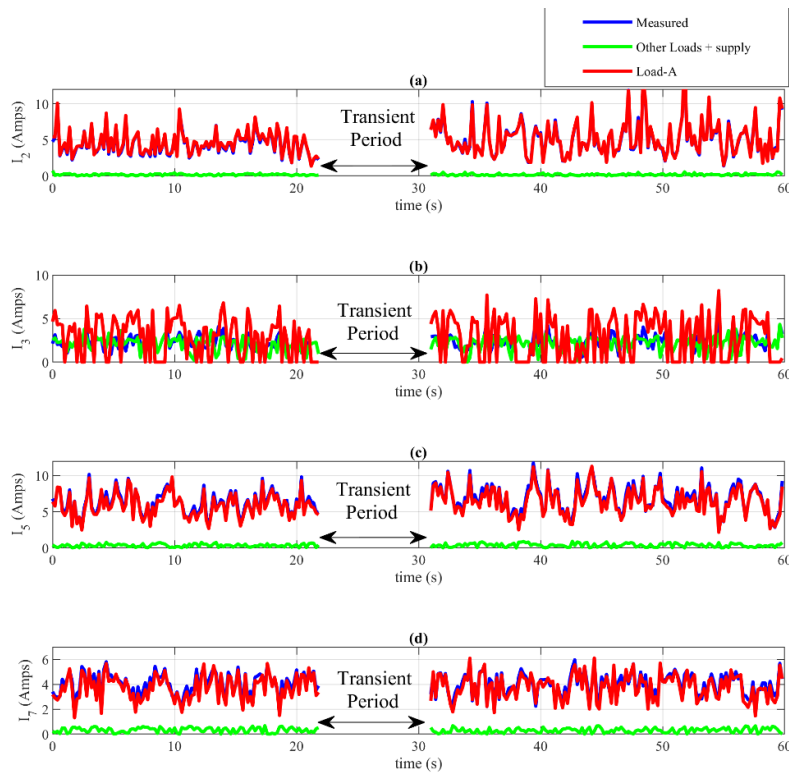 Measured
Other Loads + supply
Load-A
(a)
I2 (Amps)
10
5
0
Transient
Period
0 10 20 30 40 50 60
time (s)
(b)
I3 (Amps)
10
5
0
Transient
Period
0 20 30 40 50 60
time (s)
(c)
I5 (Amps)
10
5
0
Transient
Period
0 10 20 30 40 50 60
time (s)
(d)
I7 (Amps)
6
4
2
0
Transient
Period
0 10 20 30 40 50 60
time (s)